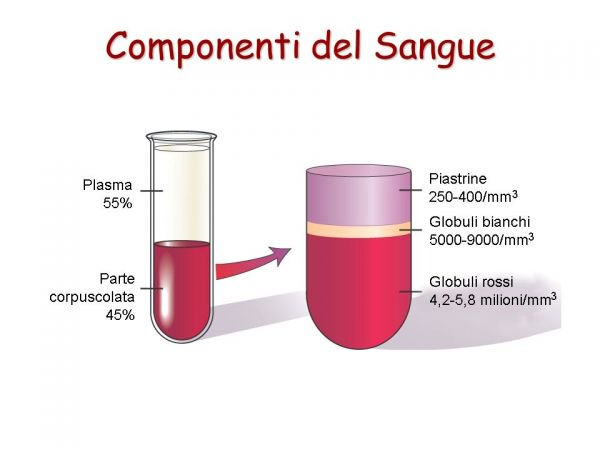 Componenti del Sangue
Plasma
55%
Parte
corpuscolata
45%
Piastrine
250-400/mm3
Globuli bianchi
5000-9000/mm3
Globuli rossi
4,2-5,8 milioni/mm3